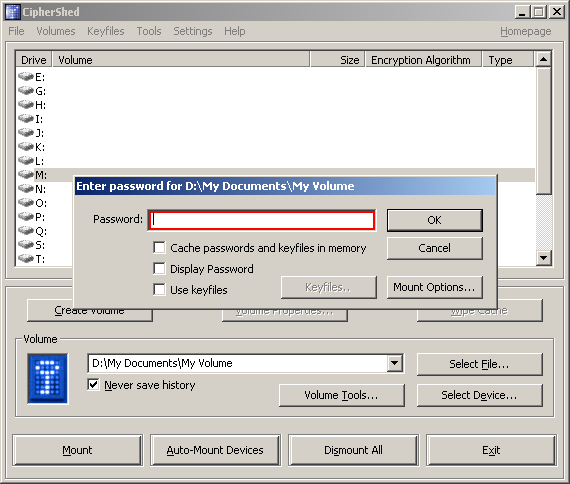 CipherShed
File Volumes Keyfiles Tools Settings Help Homepage
Drive Volume Size Encryption Algorithm Type
E:
G:
H:
I:
J:
K:
L:
M:
N:
O:
P:
Q:
S:
T:
Enter password for D:\My Documents\My Volume
Password:
OK
Cache passwords and keyfiles in memory
Cancel
Display Password
Use keyfiles
Keyfiles..
Mount Options...
Create Volume Volume Properties... Wipe Cache
Volume
D:\My Documents\My Volume
Select File...
Never save history
Volume Tools...
Select Device...
Mount Auto-Mount Devices Dismount All Exit